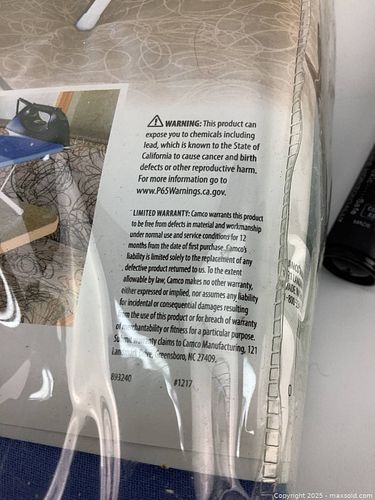 ⚠ WARNING: This product can
expose you to chemicals including
lead, which is known to the State of
California to cause cancer and birth
defects or other reproductive harm.
For more information go to
www.P65Warnings.ca.gov.
*LIMITED WARRANTY: Camco warrants this product
to be free from defects in material and workmanship
under normal use and service conditions for 12
months from the date of first purchase. Camco's
liability is limited solely to the replacement of any
defective product returned to us. To the extent
allowable by law, Camco makes no other warranty,
either expressed or implied, nor assumes any liability
for incidental or consequential damages resulting
from the use of this product or for breach of warranty
of merchantability or fitness for a particular purpose.
warranty claims to Camco Manufacturing, 121
Drive, Greensboro, NC 27409.
893240
#1217
Copyright 2025 - maxsold.com